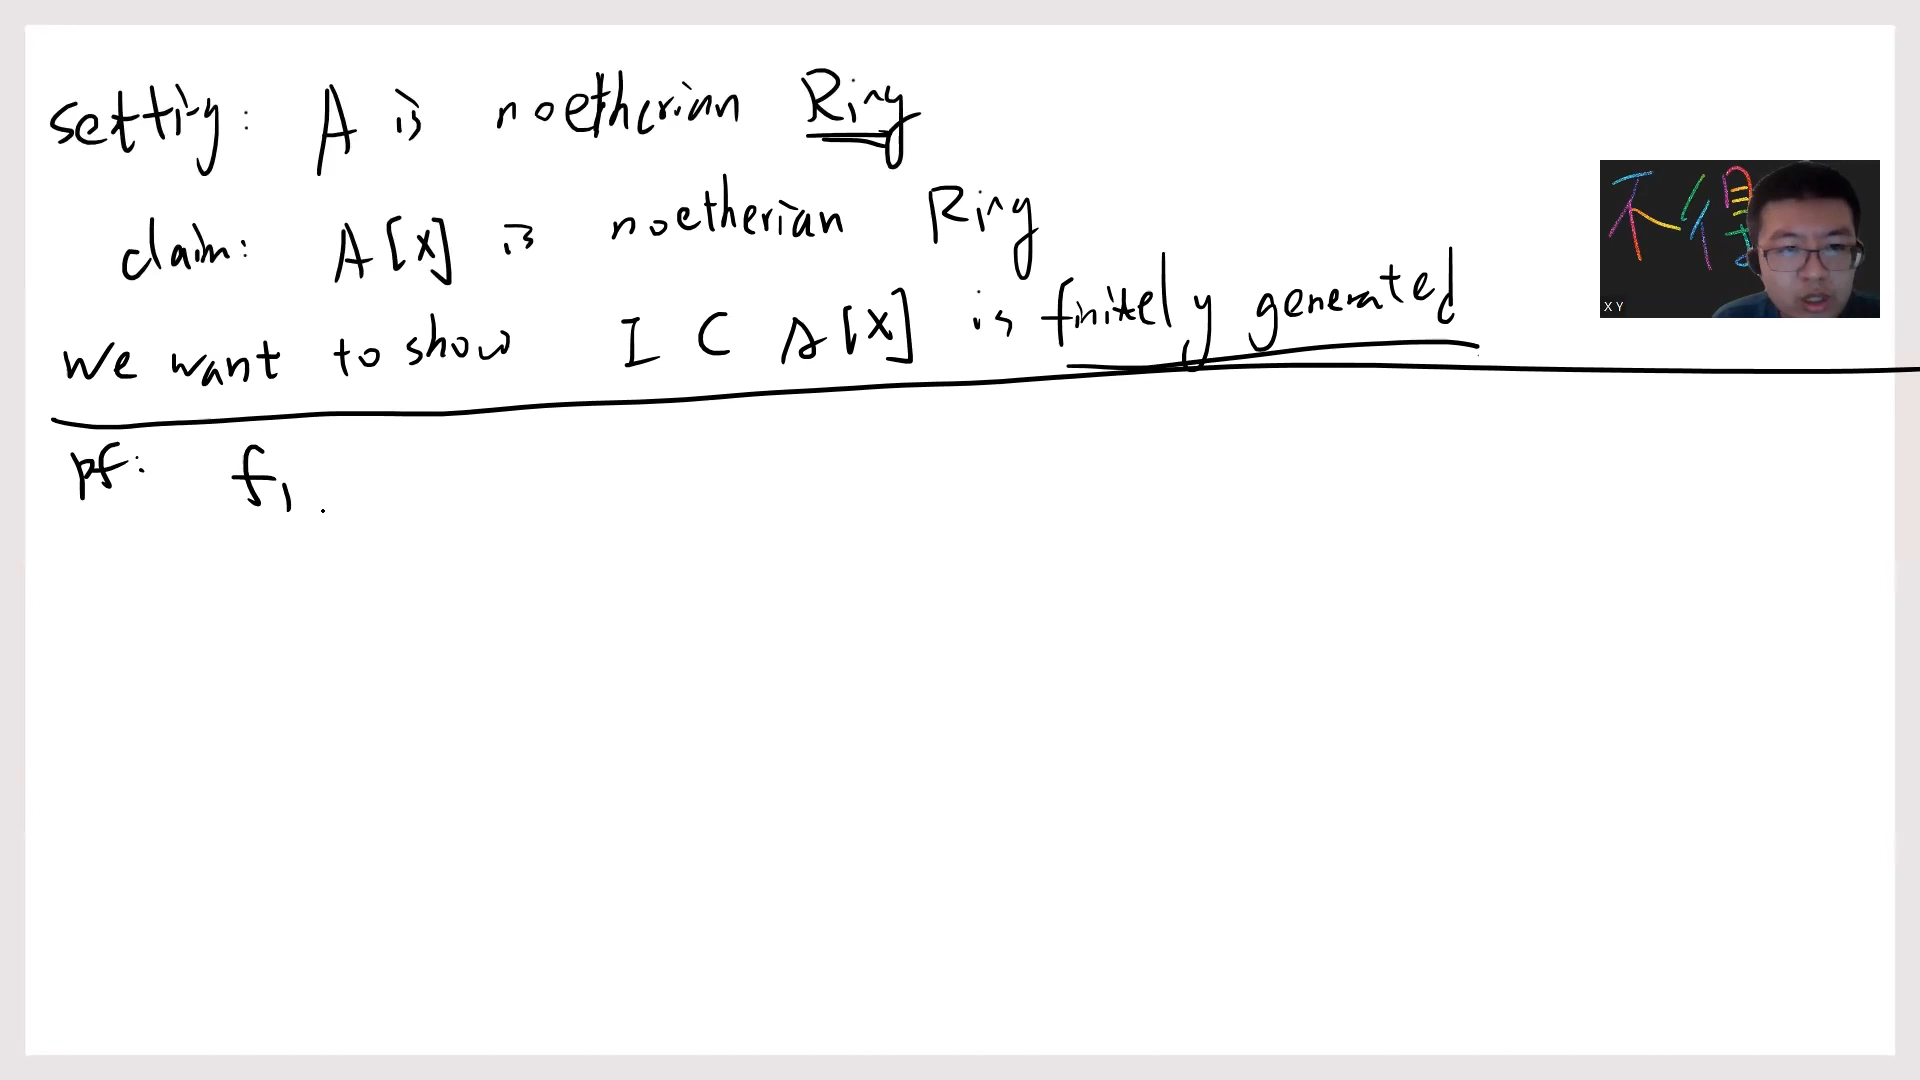 setting: A is noetherian Ring
claim: A[X] is noetherian Ring
we want to show I ⊂ A[X] is finitely generated
pf: f₁
不得
X Y